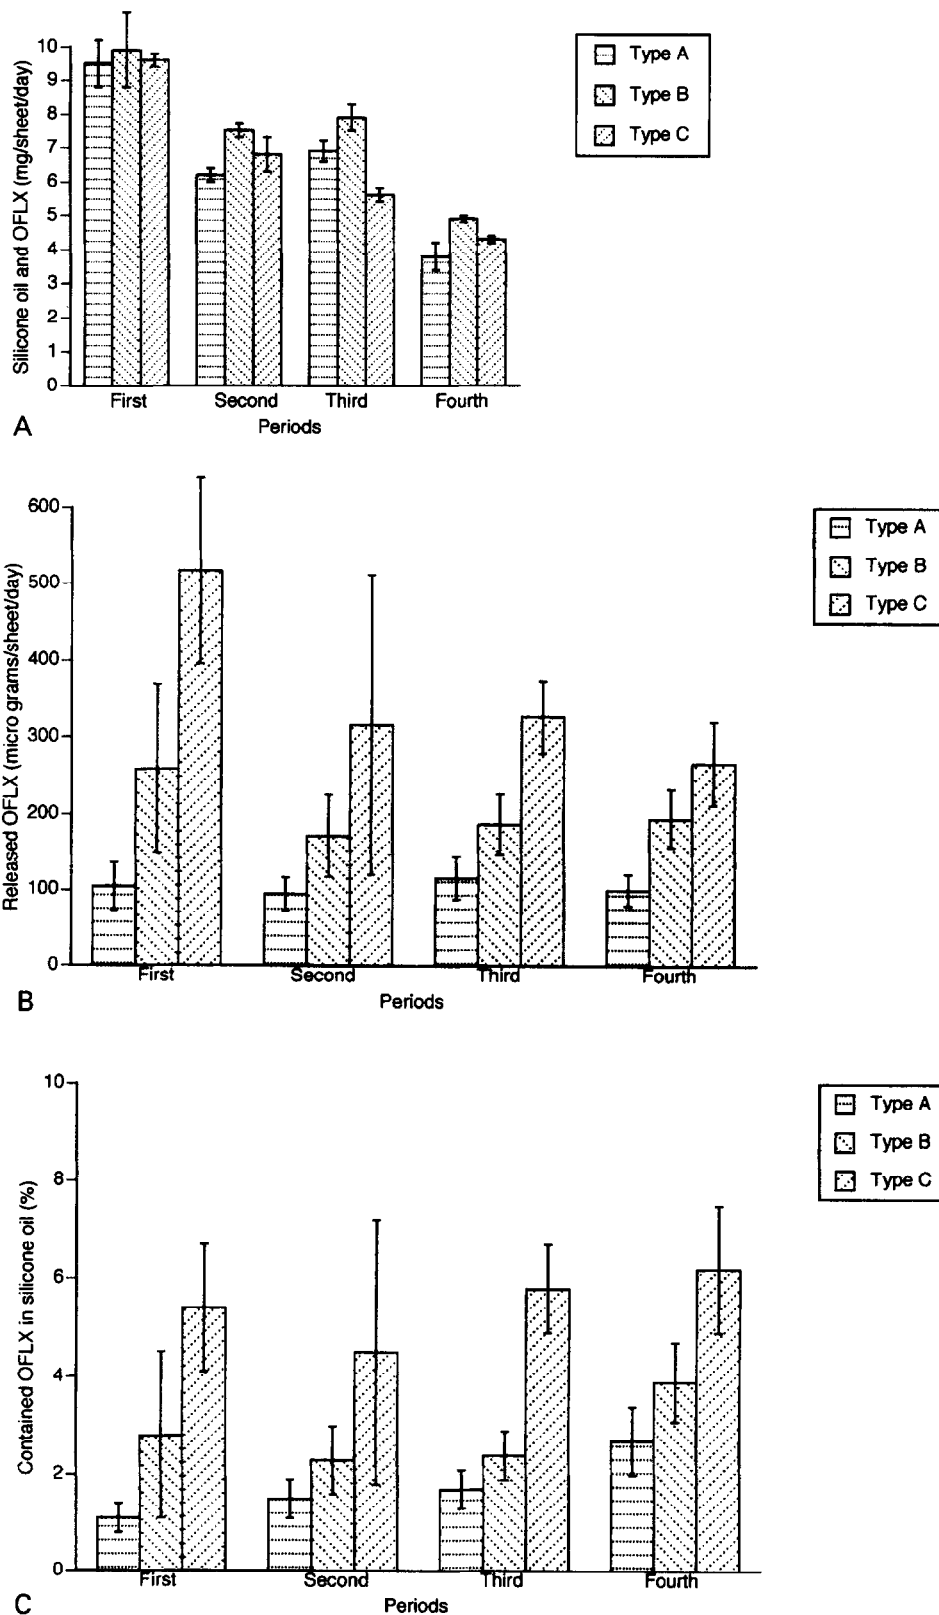 Silicone oil and OFLX (mg/sheet/day)
10
9
8
7
6
5
4
3
2
1
0
First Second Third Fourth
Periods
Type A
Type B
Type C
A
Released OFLX (micro grams/sheet/day)
600
500
400
300
200
100
0
First Second Third Fourth
Periods
Type A
Type B
Type C
B
Contained OFLX in silicone oil (%)
10
8
6
4
2
0
First Second Third Fourth
Periods
Type A
Type B
Type C
C